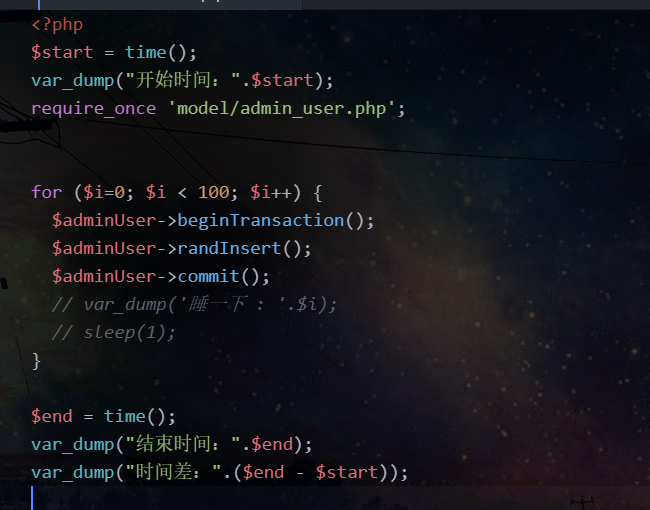 <?php
$start = time();
var_dump("开始时间：".$start);
require_once 'model/admin_user.php';
for ($i=0; $i < 100; $i++) {
$adminUser->beginTransaction();
$adminUser->randInsert();
$adminUser->commit();
// var_dump('睡一下 : '.$i);
// sleep(1);
}
$end = time();
var_dump("结束时间：".$end);
var_dump("时间差：".($end - $start));